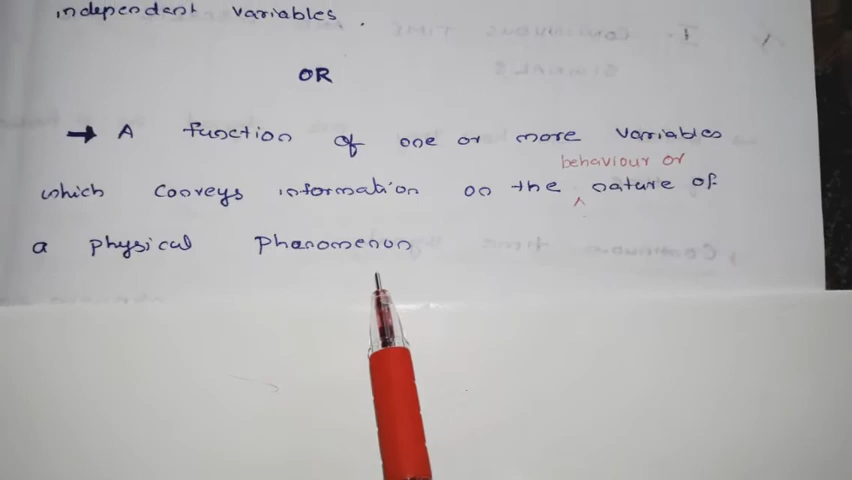 independent variables.
OR
→ A function of one or more variables
behaviour or
which conveys information on the ^ nature of
a physical phanomenon